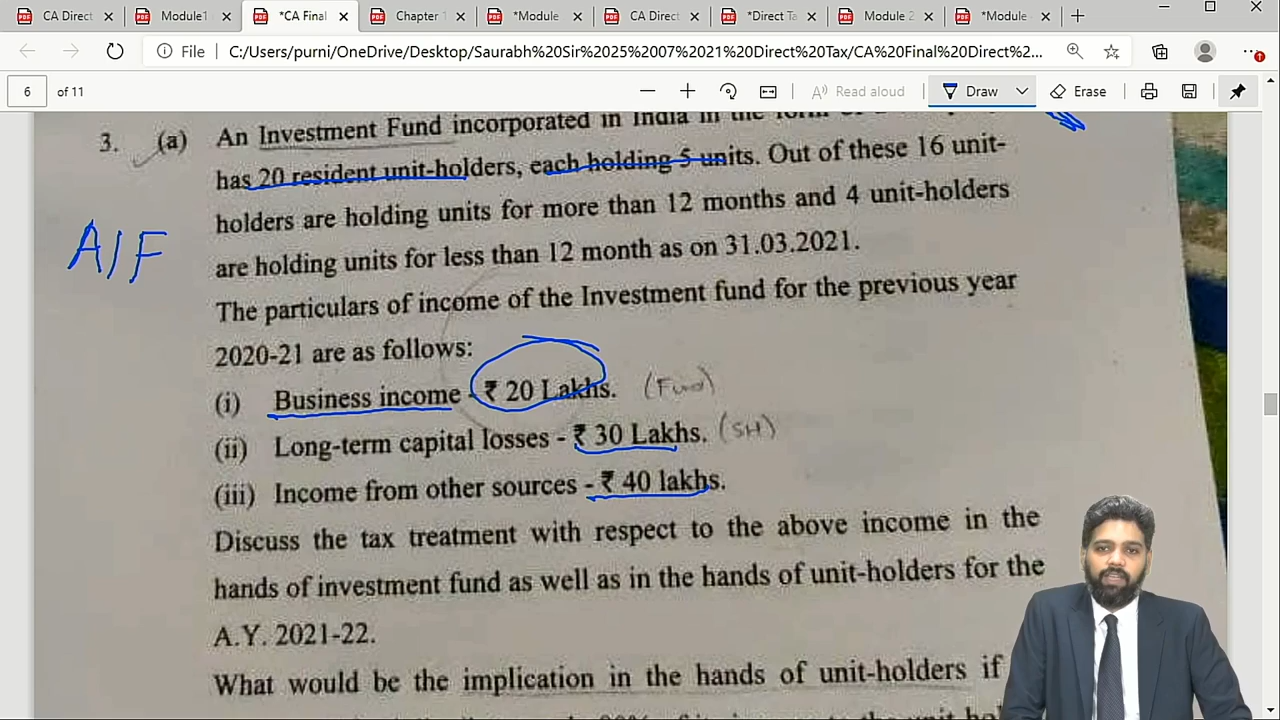 CA Direct
Module1
*CA Final
Chapter
*Module
CA Direct
*Direct Ta
Module 2
*Module
File
C:/Users/purni/OneDrive/Desktop/Saurabh%20Sir%2025%2007%2021%20Direct%20Tax/CA%20Final%20Direct%2...
6 of 11
Read aloud
Draw
Erase
3. (a) An Investment Fund incorporated in India in the form of a
has 20 resident unit-holders, each holding 5 units. Out of these 16 unit-
holders are holding units for more than 12 months and 4 unit-holders
are holding units for less than 12 month as on 31.03.2021.
AIF
The particulars of income of the Investment fund for the previous year
2020-21 are as follows:
(i) Business income - ₹ 20 Lakhs. (Fund)
(ii) Long-term capital losses - ₹ 30 Lakhs. (SH)
(iii) Income from other sources - ₹ 40 lakhs.
Discuss the tax treatment with respect to the above income in the
hands of investment fund as well as in the hands of unit-holders for the
A.Y. 2021-22.
What would be the implication in the hands of unit-holders if